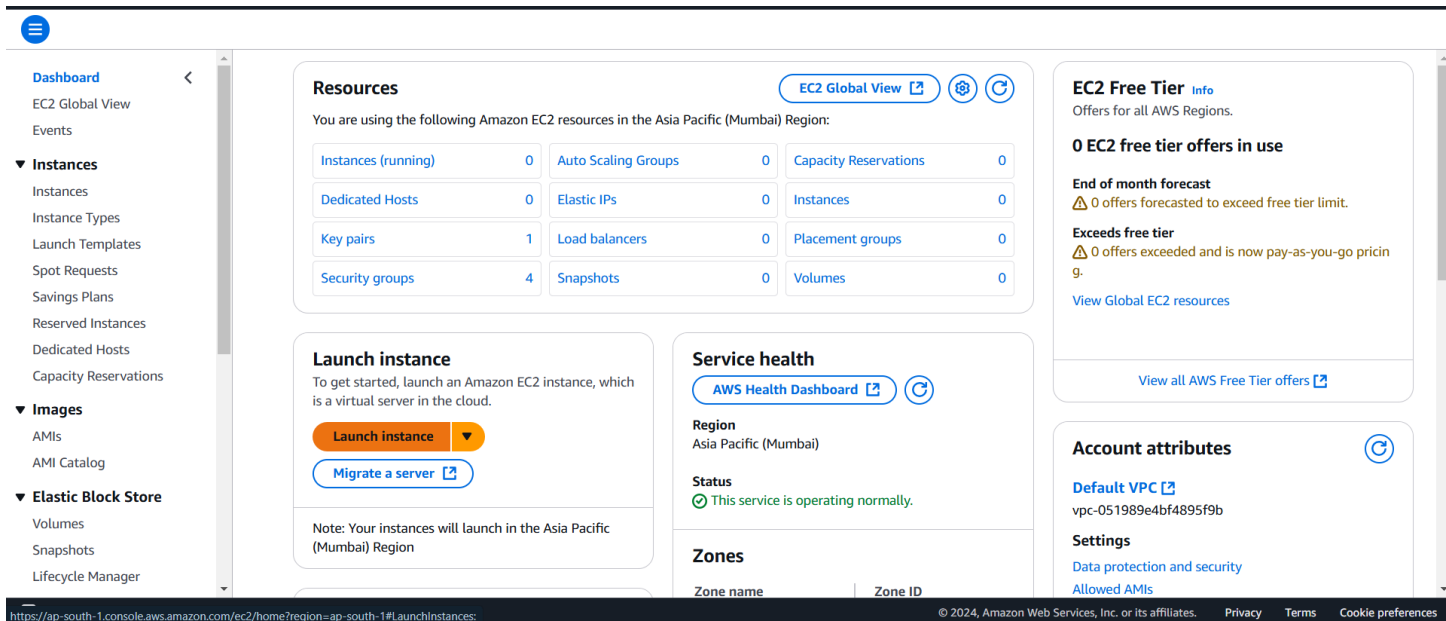 Dashboard
EC2 Global View
Events
Instances
Instances
Instance Types
Launch Templates
Spot Requests
Savings Plans
Reserved Instances
Dedicated Hosts
Capacity Reservations
Images
AMIs
AMI Catalog
Elastic Block Store
Volumes
Snapshots
Lifecycle Manager
Resources
EC2 Global View
You are using the following Amazon EC2 resources in the Asia Pacific (Mumbai) Region:
Instances (running) 0 Auto Scaling Groups 0 Capacity Reservations 0
Dedicated Hosts 0 Elastic IPs 0 Instances 0
Key pairs 1 Load balancers 0 Placement groups 0
Security groups 4 Snapshots 0 Volumes 0
Launch instance
To get started, launch an Amazon EC2 instance, which
is a virtual server in the cloud.
Launch instance
Migrate a server
Note: Your instances will launch in the Asia Pacific
(Mumbai) Region
Service health
AWS Health Dashboard
Region
Asia Pacific (Mumbai)
Status
This service is operating normally.
Zones
Zone name Zone ID
EC2 Free Tier Info
Offers for all AWS Regions.
0 EC2 free tier offers in use
End of month forecast
0 offers forecasted to exceed free tier limit.
Exceeds free tier
0 offers exceeded and is now pay-as-you-go pricin
g.
View Global EC2 resources
View all AWS Free Tier offers
Account attributes
Default VPC
vpc-051989e4bf4895f9b
Settings
Data protection and security
Allowed AMIs
https://ap-south-1.console.aws.amazon.com/ec2/home?region=ap-south-1#LaunchInstances:
© 2024, Amazon Web Services, Inc. or its affiliates. Privacy Terms Cookie preferences